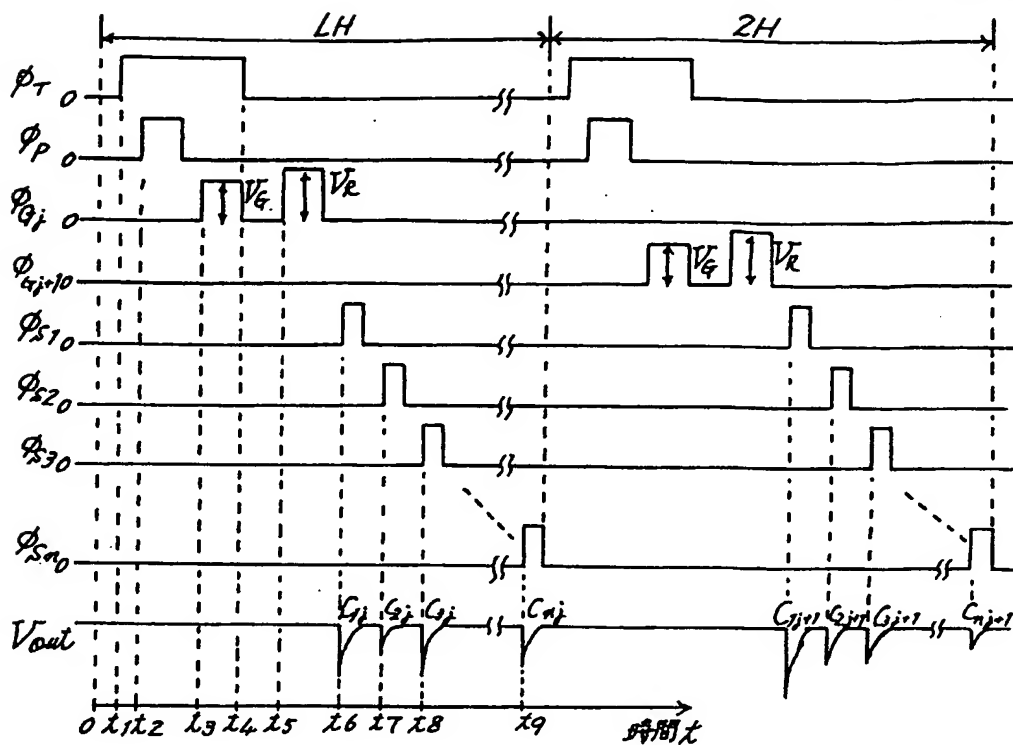 LH 2H
φT 0
φP 0
φGj 0 VG VR
φGj+1 0 VG VR
φS1 0
φS2 0
φS3 0
φSn 0
Vout C1j C2j C3j Cnj C1j+1 C2j+1 C3j+1 Cnj+1
0 t1 t2 t3 t4 t5 t6 t7 t8 t9 時間 t